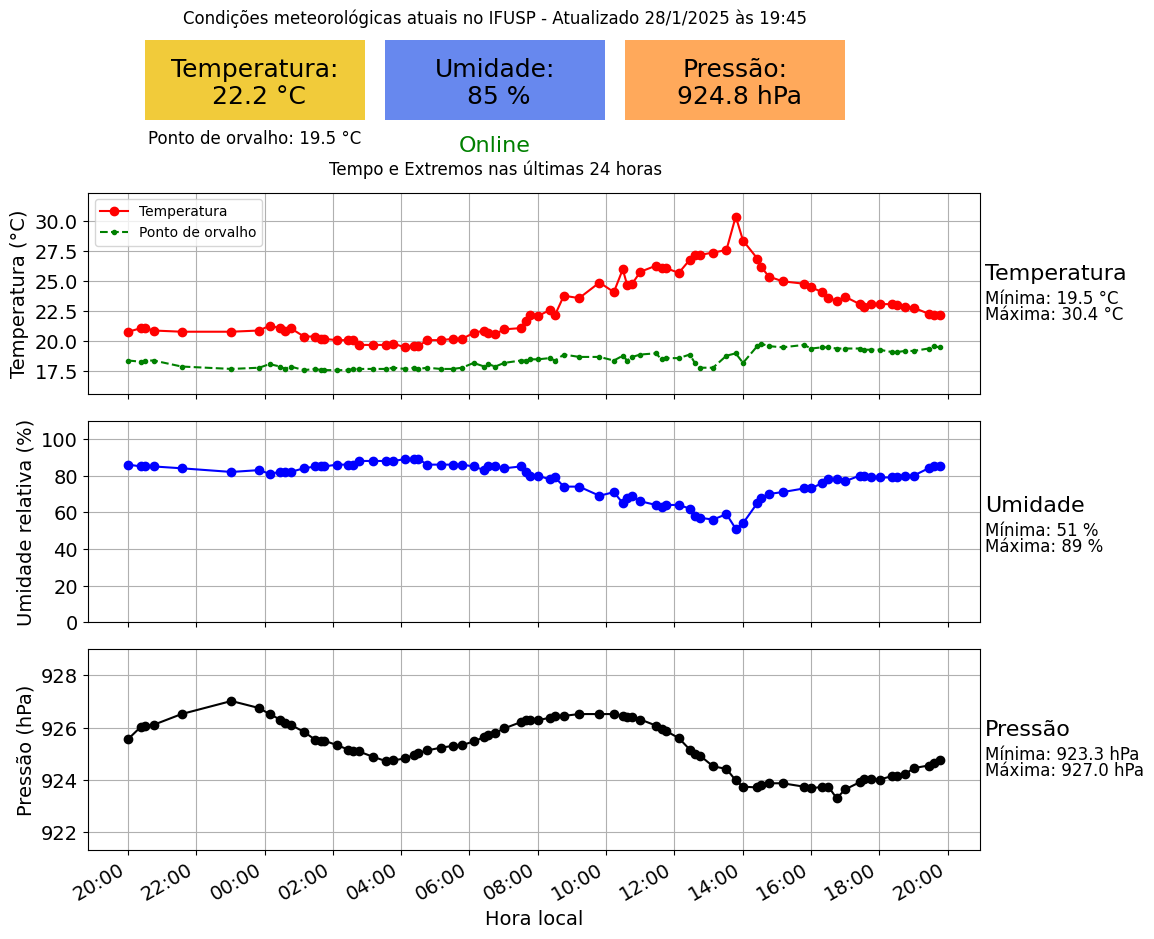 Condições meteorológicas atuais no IFUSP - Atualizado 28/1/2025 às 19:45
Temperatura:
22.2 °C
Umidade:
85 %
Pressão:
924.8 hPa
Ponto de orvalho: 19.5 °C
Online
Tempo e Extremos nas últimas 24 horas
Temperatura (°C)
30.0
27.5
25.0
22.5
20.0
17.5
Temperatura
Ponto de orvalho
Temperatura
Mínima: 19.5 °C
Máxima: 30.4 °C
Umidade relativa (%)
100
80
60
40
20
0
Umidade
Mínima: 51 %
Máxima: 89 %
Pressão (hPa)
928
926
924
922
Pressão
Mínima: 923.3 hPa
Máxima: 927.0 hPa
20:00
22:00
00:00
02:00
04:00
06:00
08:00
10:00
12:00
14:00
16:00
18:00
20:00
Hora local